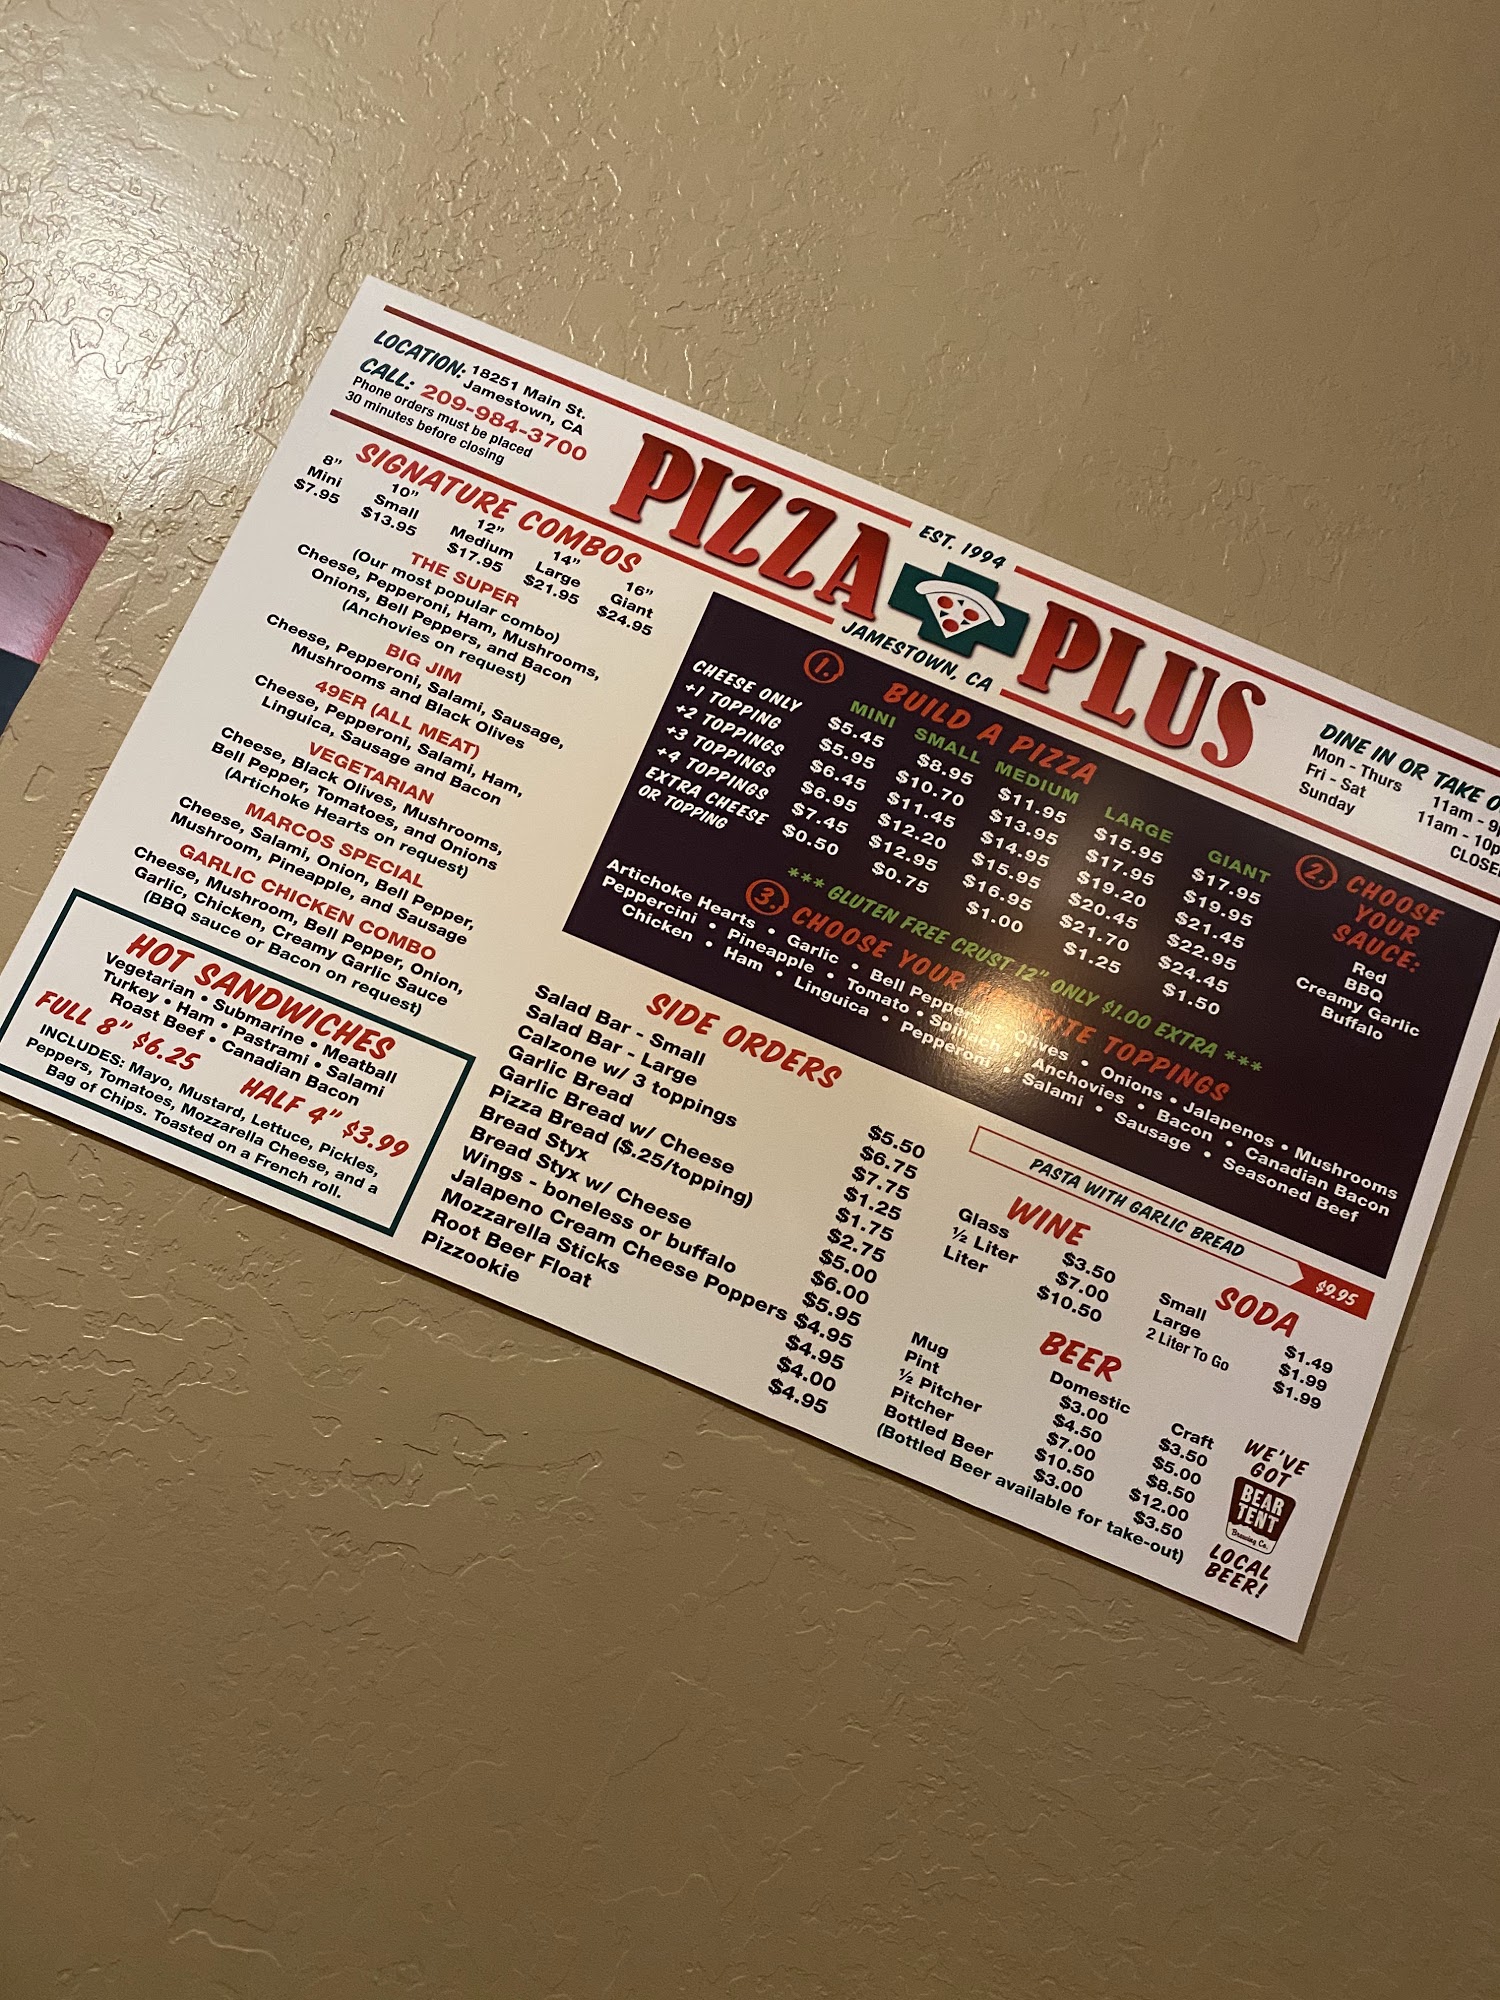 LOCATION: 18251 Main St.
Jamestown, CA
CALL: 209-984-3700
Phone orders must be placed
30 minutes before closing
EST. 1994
PIZZA PLUS
JAMESTOWN, CA
DINE IN OR TAKE O
Mon - Thurs 11am - 9p
Fri - Sat 11am - 10p
Sunday CLOSE
SIGNATURE COMBOS
8" 10" 12" 14" 16"
Mini Small Medium Large Giant
$7.95 $13.95 $17.95 $21.95 $24.95
THE SUPER
(Our most popular combo)
Cheese, Pepperoni, Ham, Mushrooms,
Onions, Bell Peppers, and Bacon
(Anchovies on request)
BIG JIM
Cheese, Pepperoni, Salami, Sausage,
Mushrooms and Black Olives
49ER (ALL MEAT)
Cheese, Pepperoni, Salami, Ham,
Linguica, Sausage and Bacon
VEGETARIAN
Cheese, Black Olives, Mushrooms,
Bell Pepper, Tomatoes, and Onions
(Artichoke Hearts on request)
MARCOS SPECIAL
Cheese, Salami, Onion, Bell Pepper,
Mushroom, Pineapple, and Sausage
GARLIC CHICKEN COMBO
Cheese, Mushroom, Bell Pepper, Onion,
Garlic, Chicken, Creamy Garlic Sauce
(BBQ sauce or Bacon on request)
HOT SANDWICHES
Vegetarian • Submarine • Meatball
Turkey • Ham • Pastrami • Salami
Roast Beef • Canadian Bacon
FULL 8" $6.25 HALF 4" $3.99
INCLUDES: Mayo, Mustard, Lettuce, Pickles,
Peppers, Tomatoes, Mozzarella Cheese, and a
Bag of Chips. Toasted on a French roll.
1. BUILD A PIZZA
MINI SMALL MEDIUM LARGE GIANT
CHEESE ONLY $5.45 $8.95 $11.95 $15.95 $17.95
+1 TOPPING $5.95 $10.70 $13.95 $17.95 $19.95
+2 TOPPINGS $6.45 $11.45 $14.95 $19.20 $21.45
+3 TOPPINGS $6.95 $12.20 $15.95 $20.45 $22.95
+4 TOPPINGS $7.45 $12.95 $16.95 $21.70 $24.45
EXTRA CHEESE
OR TOPPING $0.50 $0.75 $1.00 $1.25 $1.50
*** GLUTEN FREE CRUST 12" ONLY $1.00 EXTRA ***
2. CHOOSE
YOUR
SAUCE:
Red
BBQ
Creamy Garlic
Buffalo
3. CHOOSE YOUR FAVORITE TOPPINGS
Artichoke Hearts • Garlic • Bell Peppers • Olives • Onions • Jalapenos • Mushrooms
Peppercini • Pineapple • Tomato • Spinach • Anchovies • Bacon • Canadian Bacon
Chicken • Ham • Linguica • Pepperoni • Salami • Sausage • Seasoned Beef
SIDE ORDERS
Salad Bar - Small $5.50
Salad Bar - Large $6.75
Calzone w/ 3 toppings $7.75
Garlic Bread $1.25
Garlic Bread w/ Cheese $1.75
Pizza Bread ($.25/topping) $2.75
Bread Styx $5.00
Bread Styx w/ Cheese $6.00
Wings - boneless or buffalo $5.95
Jalapeno Cream Cheese Poppers $4.95
Mozzarella Sticks $4.95
Root Beer Float $4.00
Pizzookie $4.95
PASTA WITH GARLIC BREAD $9.95
WINE
Glass $3.50
½ Liter $7.00
Liter $10.50
SODA
Small $1.49
Large $1.99
2 Liter To Go $1.99
BEER
Domestic Craft
Mug $3.00 $3.50
Pint $4.50 $5.00
½ Pitcher $7.00 $8.50
Pitcher $10.50 $12.00
Bottled Beer $3.00 $3.50
(Bottled Beer available for take-out)
WE'VE
GOT
BEAR
TENT
Brewing Co.
LOCAL
BEER!